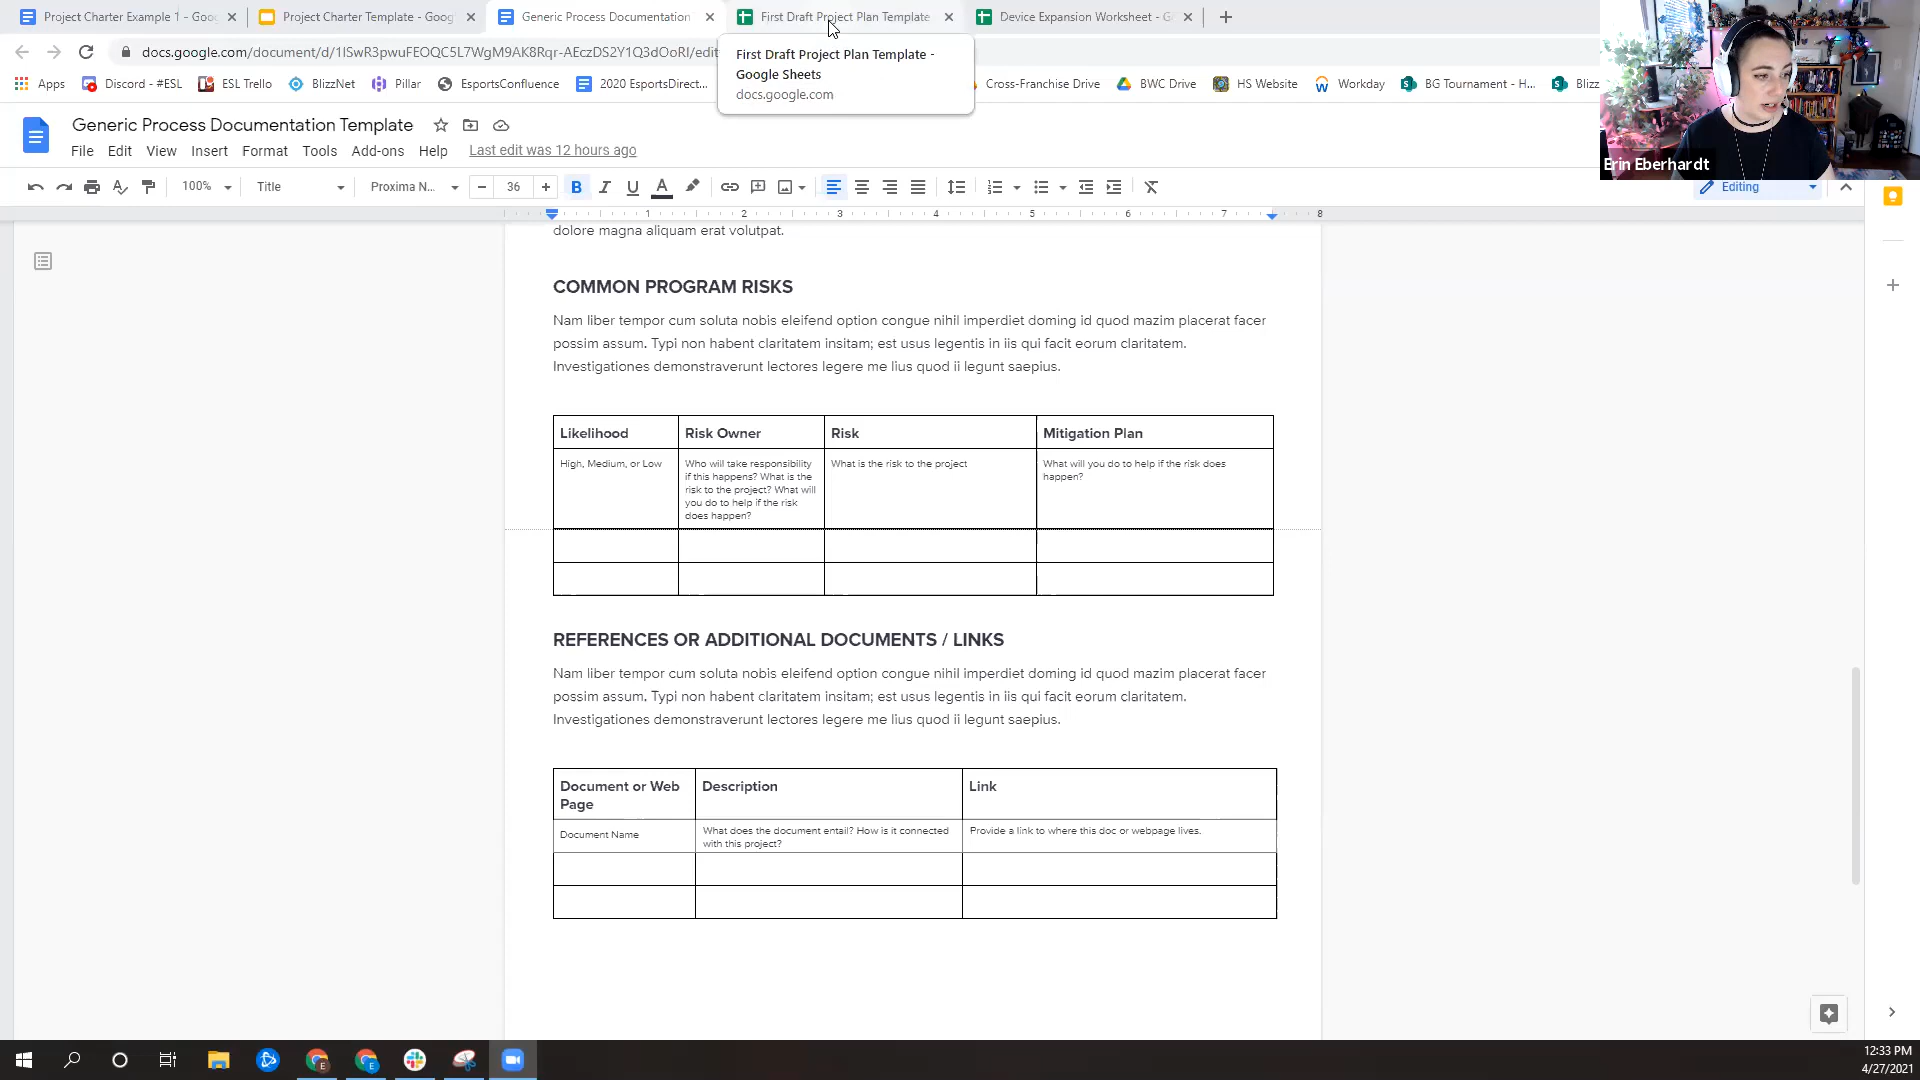 Project Charter Example 1 - Goo
Project Charter Template - Goog
Generic Process Documentation
First Draft Project Plan Template
Device Expansion Worksheet - G
docs.google.com/document/d/1ISwR3pwuFEOQC5L7WgM9AK8Rqr-AEczDS2Y1Q3dOoRI/edit
First Draft Project Plan Template -
Google Sheets
docs.google.com
Apps
Discord - #ESL
ESL Trello
BlizzNet
Pillar
EsportsConfluence
2020 EsportsDirect...
Cross-Franchise Drive
BWC Drive
HS Website
Workday
BG Tournament - H...
Blizz
Erin Eberhardt
Generic Process Documentation Template
File Edit View Insert Format Tools Add-ons Help Last edit was 12 hours ago
100% Title Proxima N... 36 Editing
1 2 3 4 5 6 7 8
dolore magna aliquam erat volutpat.
COMMON PROGRAM RISKS
Nam liber tempor cum soluta nobis eleifend option congue nihil imperdiet doming id quod mazim placerat facer
possim assum. Typi non habent claritatem insitam; est usus legentis in iis qui facit eorum claritatem.
Investigationes demonstraverunt lectores legere me lius quod ii legunt saepius.
Likelihood Risk Owner Risk Mitigation Plan
High, Medium, or Low
Who will take responsibility
if this happens? What is the
risk to the project? What will
you do to help if the risk
does happen?
What is the risk to the project
What will you do to help if the risk does
happen?
REFERENCES OR ADDITIONAL DOCUMENTS / LINKS
Nam liber tempor cum soluta nobis eleifend option congue nihil imperdiet doming id quod mazim placerat facer
possim assum. Typi non habent claritatem insitam; est usus legentis in iis qui facit eorum claritatem.
Investigationes demonstraverunt lectores legere me lius quod ii legunt saepius.
Document or Web
Page
Description
Link
Document Name
What does the document entail? How is it connected
with this project?
Provide a link to where this doc or webpage lives.
12:33 PM
4/27/2021